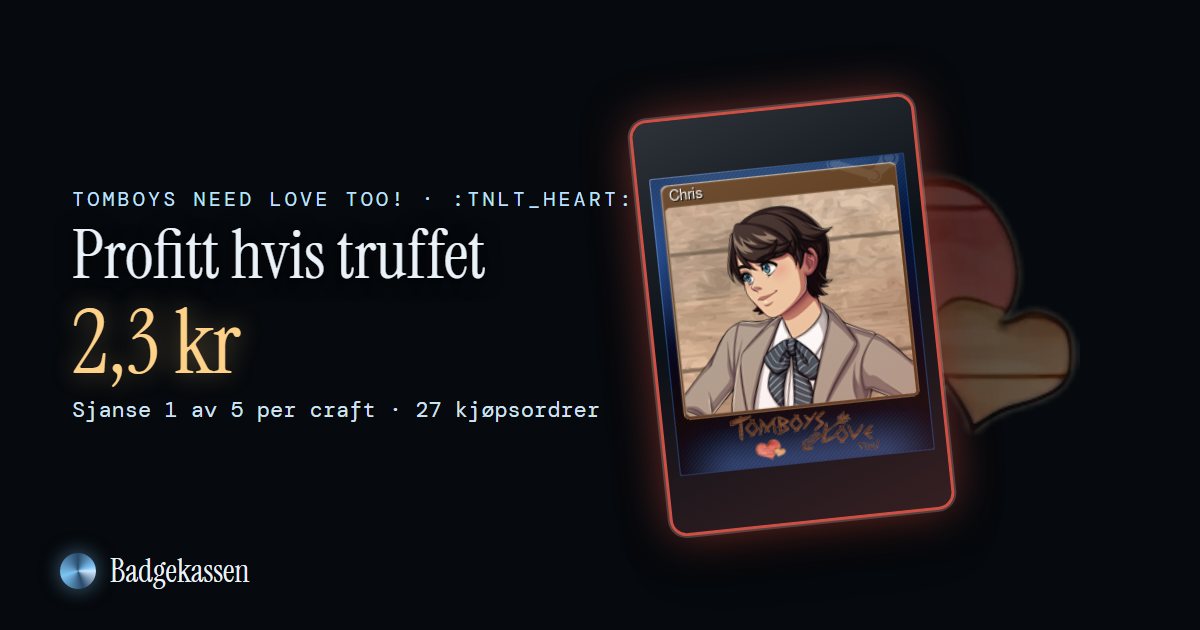 TOMBOYS NEED LOVE TOO! · :TNLT_HEART:
Profitt hvis truffet
2,3 kr
Sjanse 1 av 5 per craft · 27 kjøpsordrer
Chris
TOMBOYS
LOVE
Badgekassen